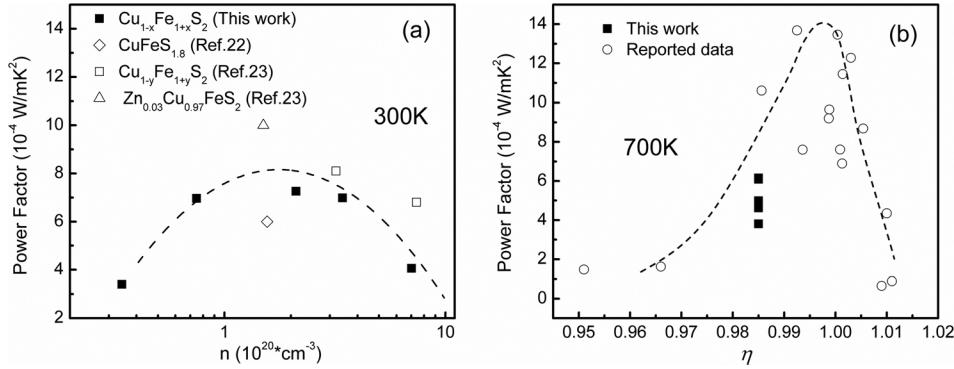 (a)
Cu1-xFe1+xS2 (This work)
CuFeS1.8 (Ref.22)
Cu1-yFe1+yS2 (Ref.23)
Zn0.03Cu0.97FeS2 (Ref.23)
300K
14
12
10
8
6
4
2
Power Factor (10-4 W/mK2)
1
10
n (1020*cm-3)
(b)
This work
Reported data
700K
14
12
10
8
6
4
2
0
Power Factor (10-4 W/mK2)
0.95 0.96 0.97 0.98 0.99 1.00 1.01 1.02
η